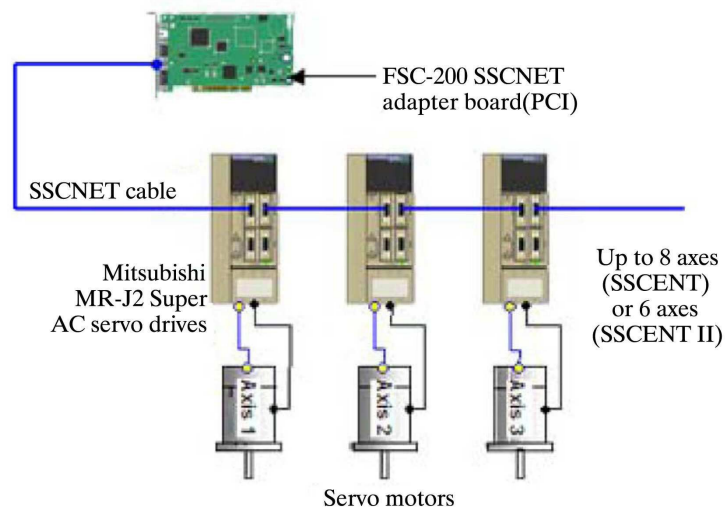 FSC-200 SSCNET
adapter board(PCI)
SSCNET cable
Mitsubishi
MR-J2 Super
AC servo drives
Up to 8 axes
(SSCENT)
or 6 axes
(SSCENT II)
Axis 1
Axis 2
Axis 3
Servo motors